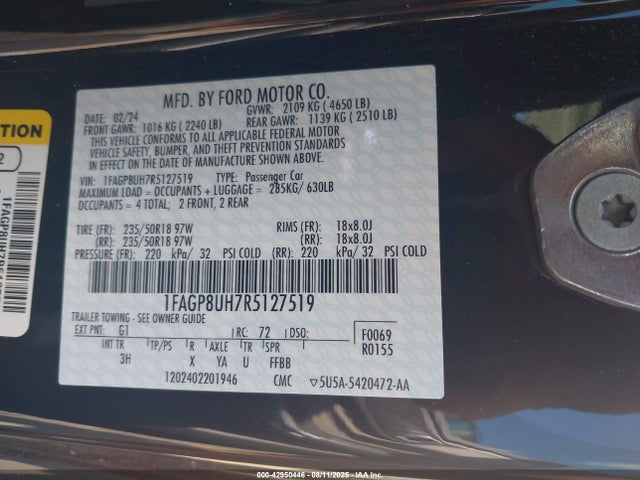 MFD. BY FORD MOTOR CO.
DATE: 02/24 GVWR: 2109 KG ( 4650 LB)
FRONT GAWR: 1016 KG ( 2240 LB) REAR GAWR: 1139 KG ( 2510 LB)
THIS VEHICLE CONFORMS TO ALL APPLICABLE FEDERAL MOTOR
VEHICLE SAFETY, BUMPER, AND THEFT PREVENTION STANDARDS
IN EFFECT ON THE DATE OF MANUFACTURE SHOWN ABOVE.
VIN: 1FAGP8UH7R5127519 TYPE: Passenger Car
MAXIMUM LOAD = OCCUPANTS + LUGGAGE = 285KG/ 630LB
OCCUPANTS = 4 TOTAL; 2 FRONT, 2 REAR
TIRE (FR): 235/50R18 97W RIMS (FR): 18x8.0J
(RR): 235/50R18 97W (RR): 18x8.0J
PRESSURE (FR): 220 kPa/ 32 PSI COLD (RR): 220 kPa/ 32 PSI COLD
1FAGP8UH7R5127519
TRAILER TOWING - SEE OWNER GUIDE
EXT PNT: G1 RC: 72 DSO:
INT TR TP/PS R AXLE TR SPR
3H X YA U FFBB
F0069
R0155
1202402201946 CMC ▽5U5A-5420472-AA
TION
2
00-42950446 - 08/11/2025 - IAA Inc.